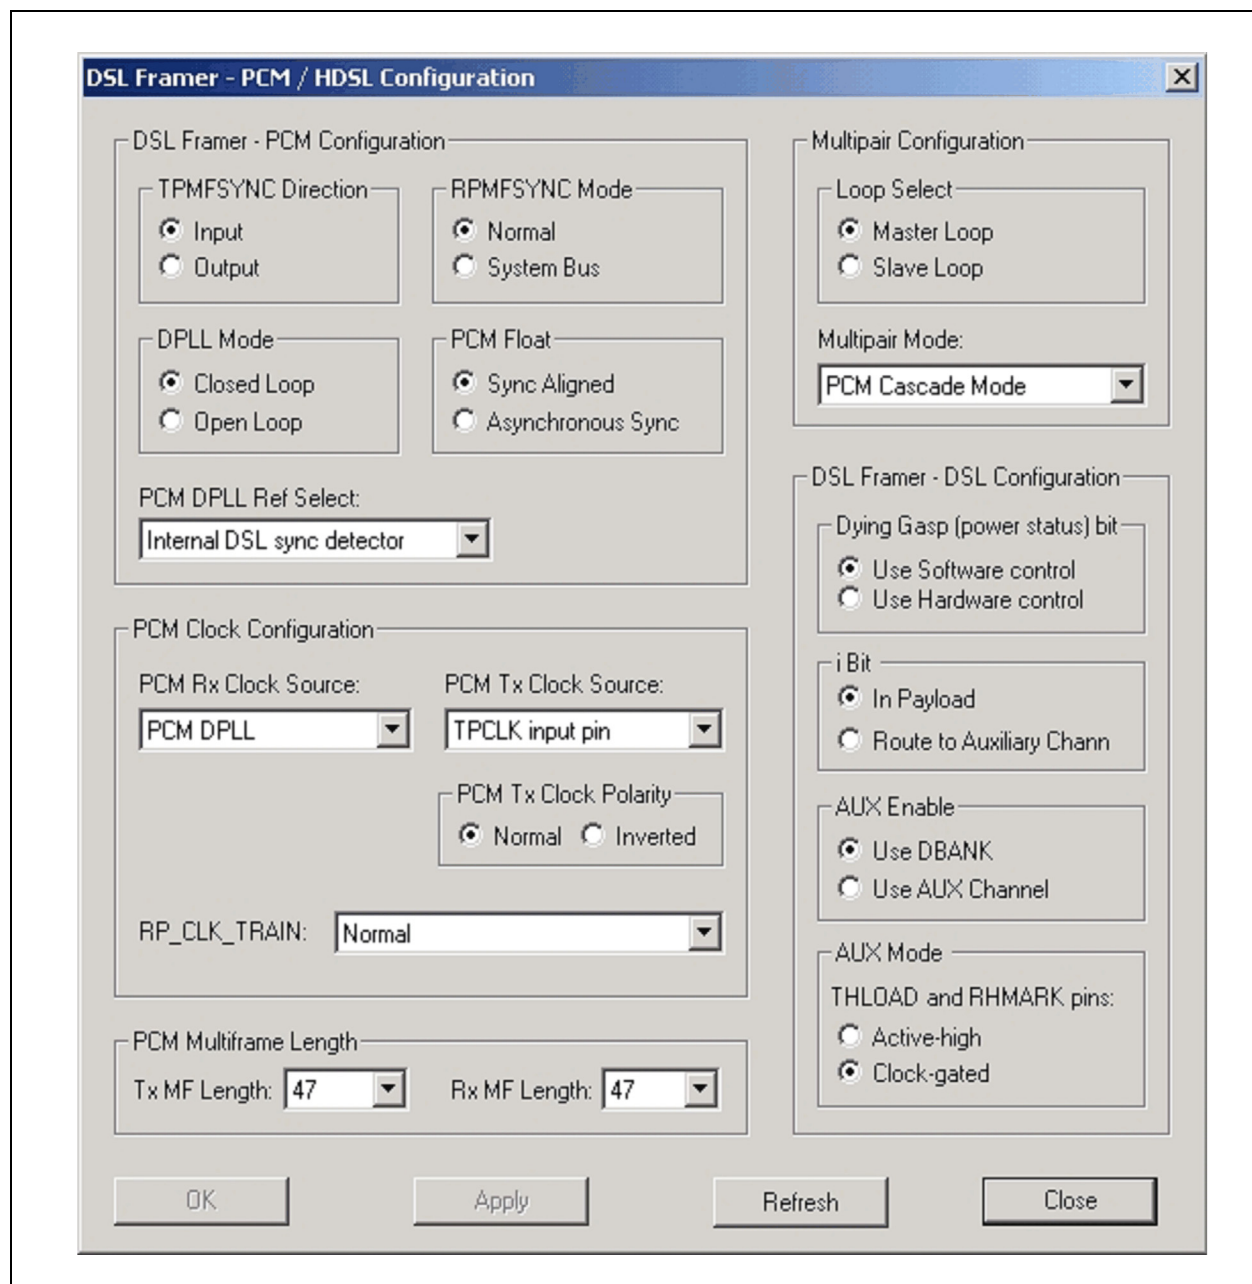 DSL Framer - PCM / HDSL Configuration
DSL Framer - PCM Configuration
TPMFSYNC Direction
Input
Output
RPMFSYNC Mode
Normal
System Bus
DPLL Mode
Closed Loop
Open Loop
PCM Float
Sync Aligned
Asynchronous Sync
PCM DPLL Ref Select:
Internal DSL sync detector
PCM Clock Configuration
PCM Rx Clock Source:
PCM DPLL
PCM Tx Clock Source:
TPCLK input pin
PCM Tx Clock Polarity
Normal Inverted
RP_CLK_TRAIN: Normal
PCM Multiframe Length
Tx MF Length: 47 Rx MF Length: 47
Multipair Configuration
Loop Select
Master Loop
Slave Loop
Multipair Mode:
PCM Cascade Mode
DSL Framer - DSL Configuration
Dying Gasp (power status) bit
Use Software control
Use Hardware control
i Bit
In Payload
Route to Auxiliary Chann
AUX Enable
Use DBANK
Use AUX Channel
AUX Mode
THLOAD and RHMARK pins:
Active-high
Clock-gated
OK Apply Refresh Close